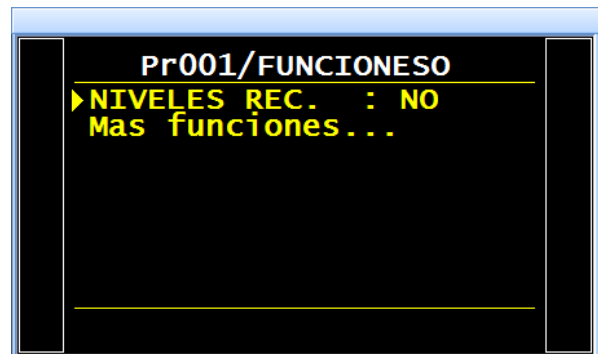 Pr001/FUNCIONESO
NIVELES REC. : NO
Mas funciones...